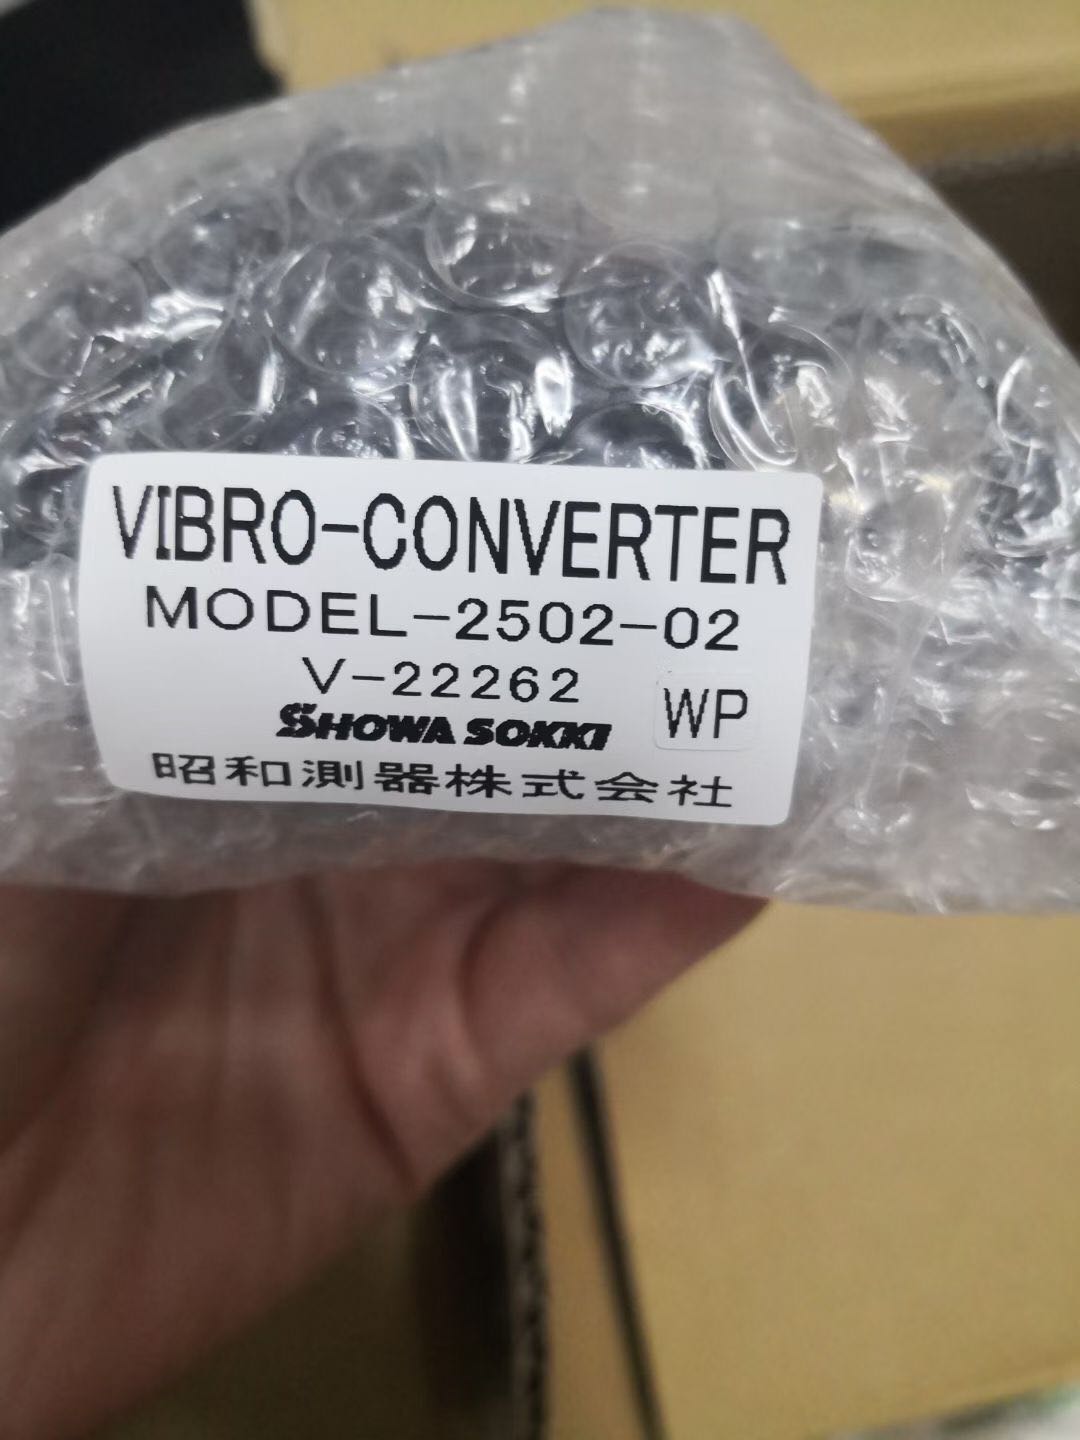 VIBRO-CONVERTER
MODEL-2502-02
V-22262
SHOWA SOKKI
WP
昭和測器株式会社